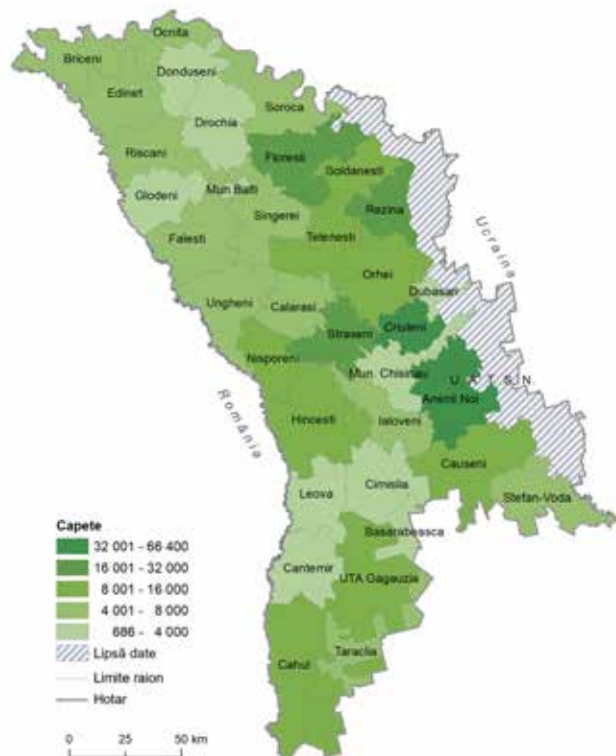 Ocnita
Briceni
Donduseni
Edinet
Soroca
Drochia
Floresti
Riscani
Soldanesti
Glodeni
Mun Balti
Rezina
Singerei
Falesti
Telenesti
Ucraina
Orhei
Dubasari
Ungheni
Calarasi
Straseni
Criuleni
Nisporeni
Mun. Chisinau
U A T S N
Anenii Noi
România
Hincesti
Ialoveni
Causeni
Leova
Cimislia
Stefan-Voda
Basarabeasca
Cantemir
UTA Gagauzia
Taraclia
Cahul
Capete
32 001 - 66 400
16 001 - 32 000
8 001 - 16 000
4 001 - 8 000
686 - 4 000
Lipsă date
Limite raion
Hotar
0 25 50 km